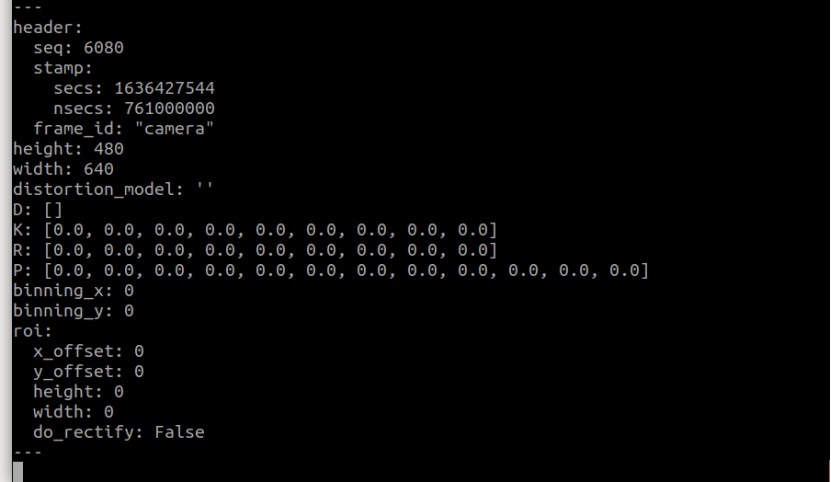 ---
header:
  seq: 6080
  stamp:
    secs: 1636427544
    nsecs: 761000000
  frame_id: "camera"
height: 480
width: 640
distortion_model: ''
D: []
K: [0.0, 0.0, 0.0, 0.0, 0.0, 0.0, 0.0, 0.0, 0.0]
R: [0.0, 0.0, 0.0, 0.0, 0.0, 0.0, 0.0, 0.0, 0.0]
P: [0.0, 0.0, 0.0, 0.0, 0.0, 0.0, 0.0, 0.0, 0.0, 0.0, 0.0, 0.0]
binning_x: 0
binning_y: 0
roi:
  x_offset: 0
  y_offset: 0
  height: 0
  width: 0
  do_rectify: False
---